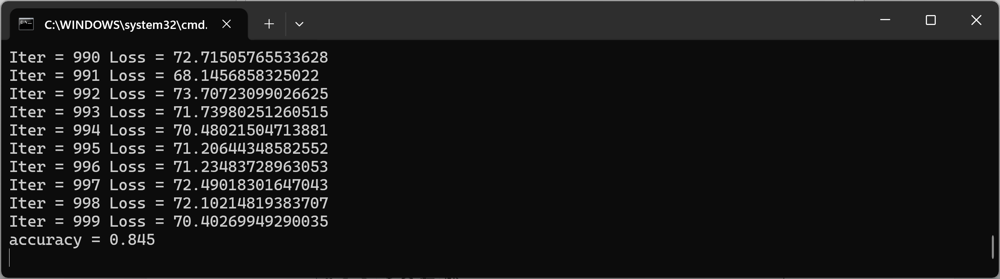 C:\WINDOWS\system32\cmd.
Iter = 990 Loss = 72.71505765533628
Iter = 991 Loss = 68.1456858325022
Iter = 992 Loss = 73.70723099026625
Iter = 993 Loss = 71.73980251260515
Iter = 994 Loss = 70.48021504713881
Iter = 995 Loss = 71.20644348582552
Iter = 996 Loss = 71.23483728963053
Iter = 997 Loss = 72.49018301647043
Iter = 998 Loss = 72.10214819383707
Iter = 999 Loss = 70.40269949290035
accuracy = 0.845